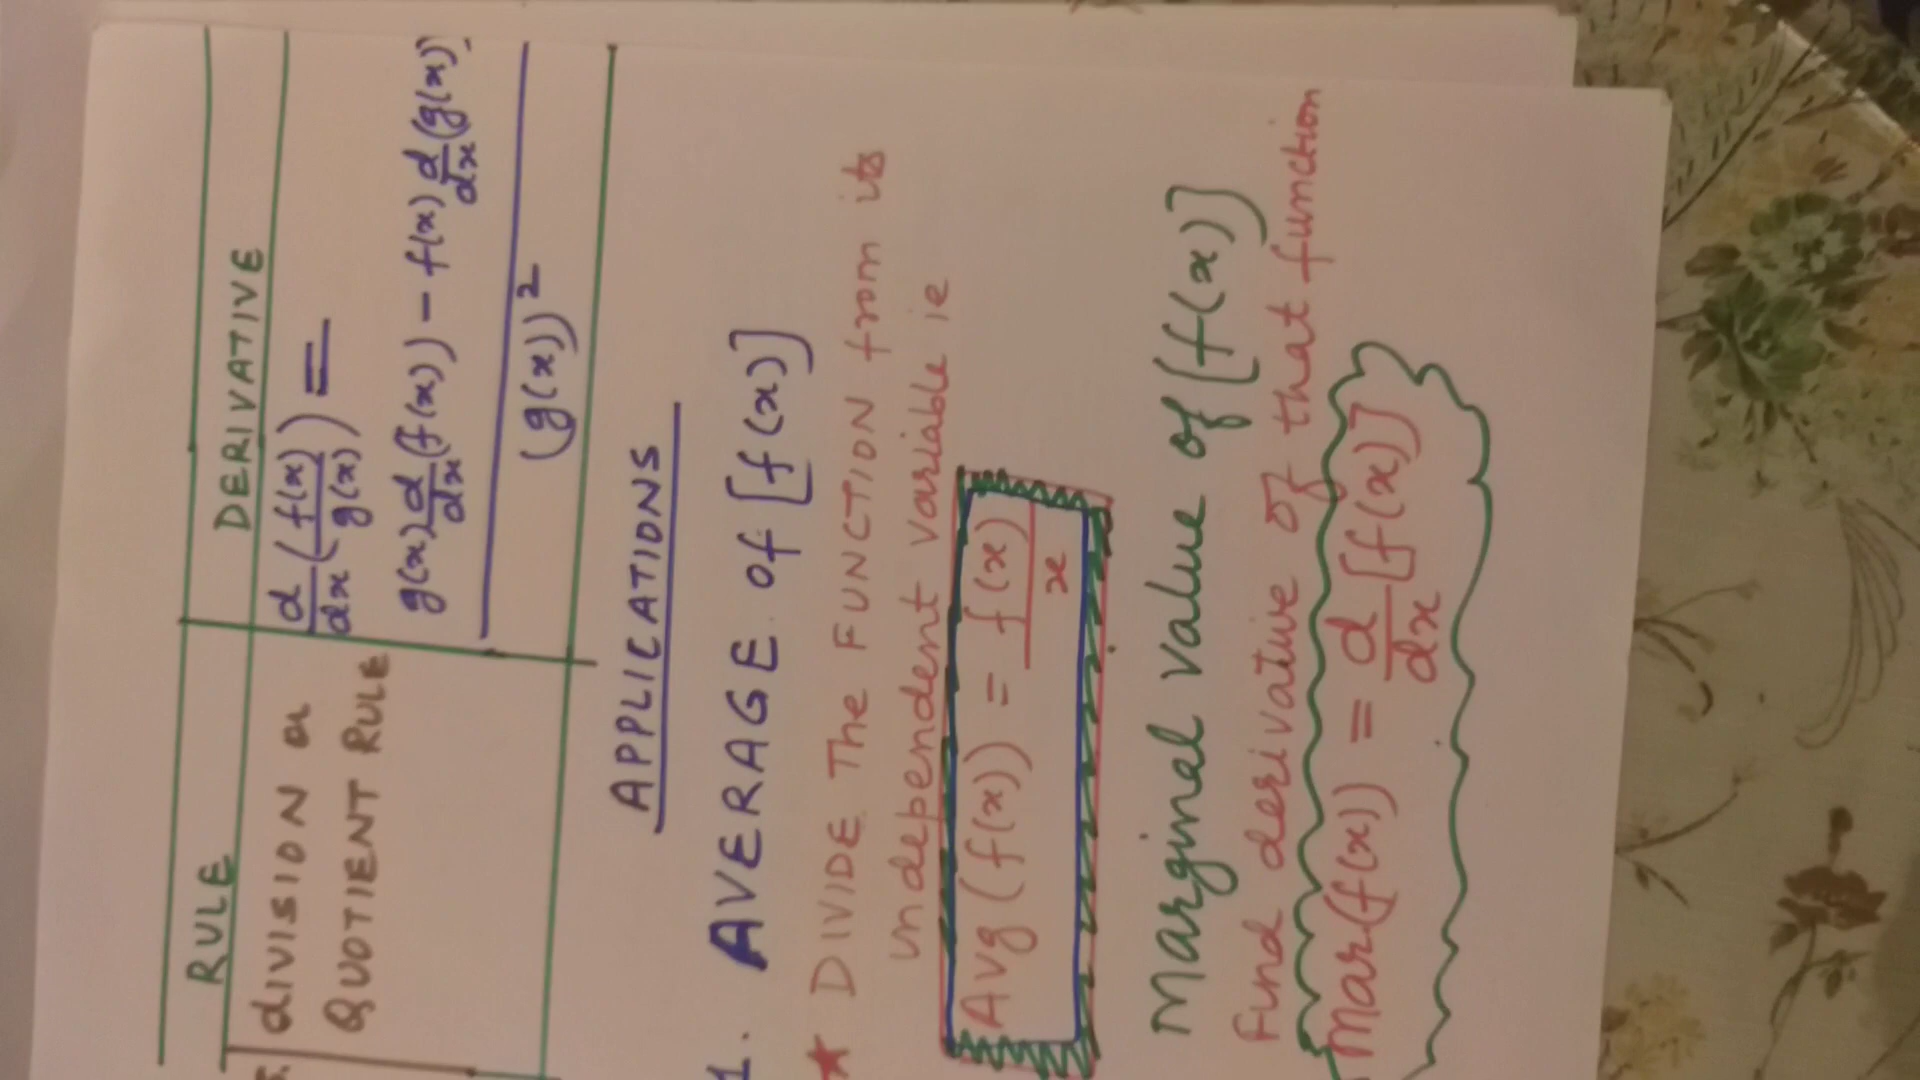 RULE DERIVATIVE
division or d/dx (f(x)/g(x)) =
QUOTIENT RULE g(x) d/dx (f(x)) - f(x) d/dx (g(x))
(g(x))²
APPLICATIONS
1. AVERAGE of [f(x)]
★ DIVIDE The FUNCTION from its
independent variable ie
Avg (f(x)) = f(x)/x
Marginal value of [f(x)]
Find derivative of that function
Mar(f(x)) = d/dx [f(x)]